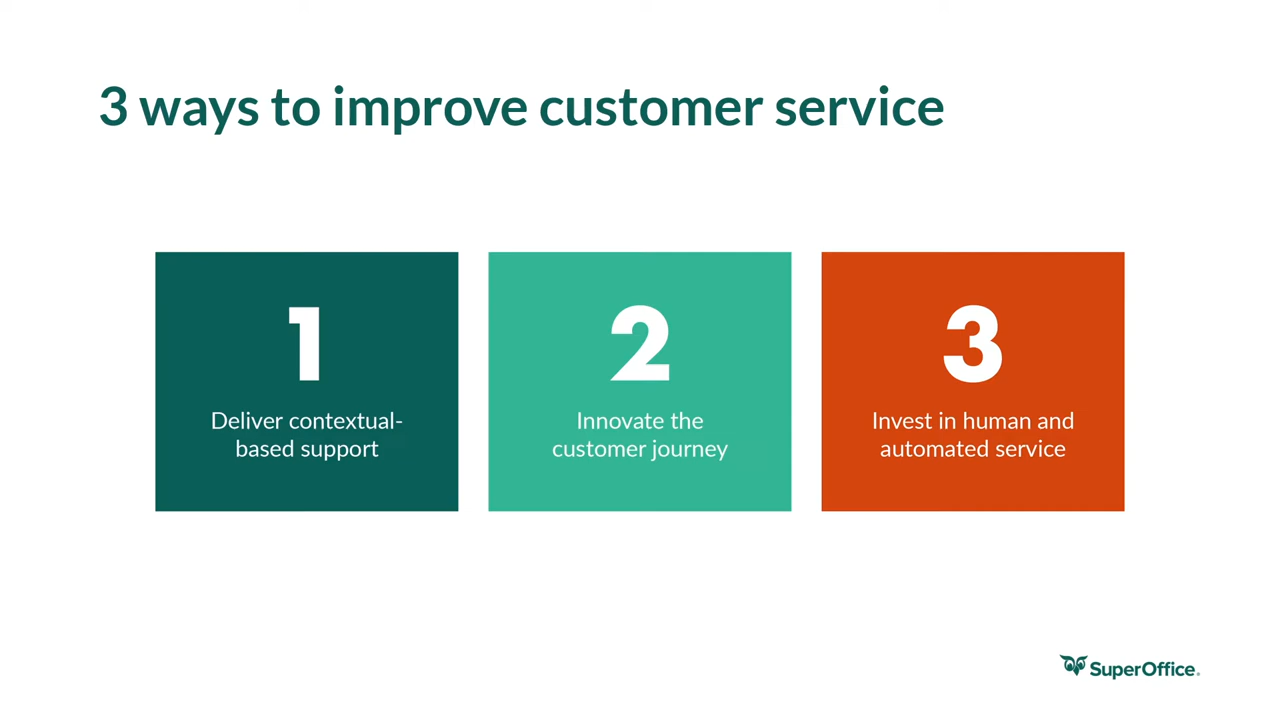 3 ways to improve customer service
1
Deliver contextual-
based support
2
Innovate the
customer journey
3
Invest in human and
automated service
SuperOffice.